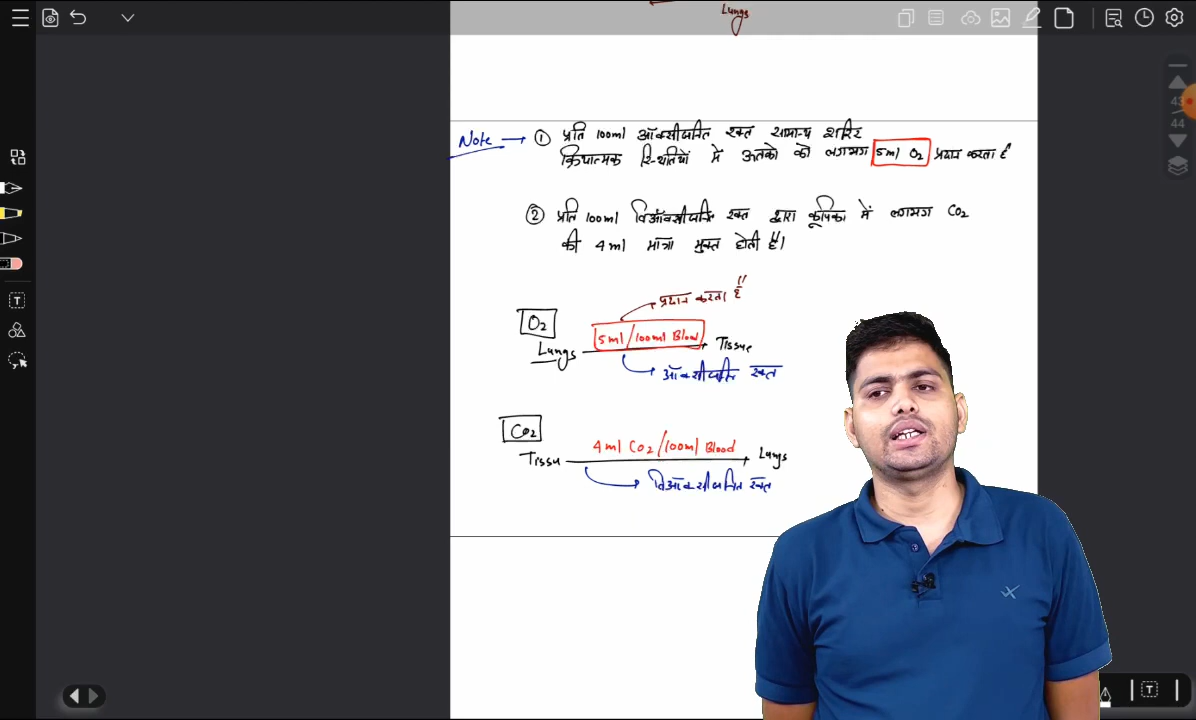 Lungs
Note → ① प्रति 100ml ऑक्सीजनित रक्त सामान्य शरिर
क्रियात्मक स्थितियों में ऊतको को लगभग 5ml O₂ प्रदान करता है
② प्रति 100ml विऑक्सीजनित रक्त द्वारा कूपिका में लगभग CO₂
की 4ml मात्रा मुक्त होती है।
प्रदान करता है
O₂
5ml/100ml Blood
Lungs Tissue
ऑक्सीजनित रक्त
CO₂
4ml CO₂/100ml Blood
Tissu Lungs
विऑक्सीजनित रक्त
43
44